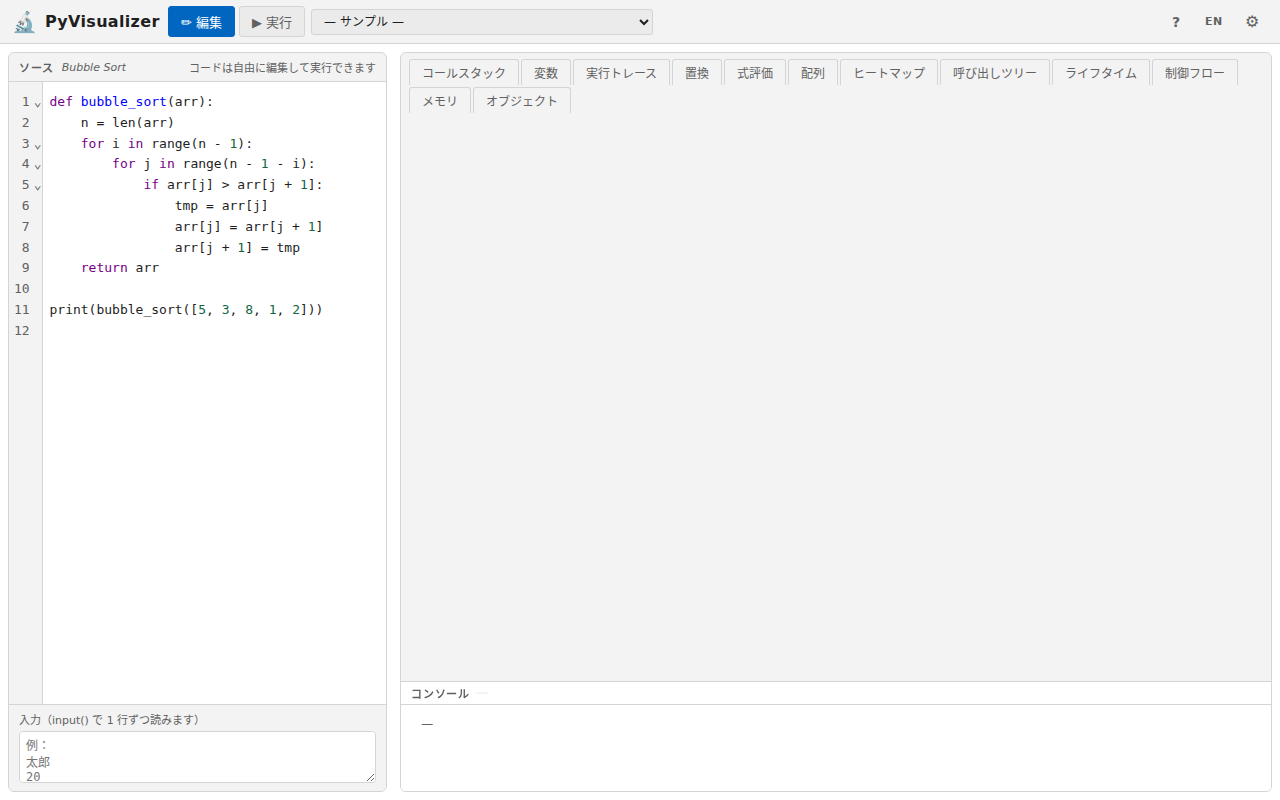 PyVisualizer ✏ 編集 ▶ 実行 — サンプル — ? EN ⚙
ソース Bubble Sort コードは自由に編集して実行できます
1 def bubble_sort(arr):
2     n = len(arr)
3     for i in range(n - 1):
4         for j in range(n - 1 - i):
5             if arr[j] > arr[j + 1]:
6                 tmp = arr[j]
7                 arr[j] = arr[j + 1]
8                 arr[j + 1] = tmp
9     return arr
10
11 print(bubble_sort([5, 3, 8, 1, 2]))
12
入力（input() で 1 行ずつ読みます）
例：
太郎
20
コールスタック 変数 実行トレース 置換 式評価 配列 ヒートマップ 呼び出しツリー ライフタイム 制御フロー
メモリ オブジェクト
コンソール
—